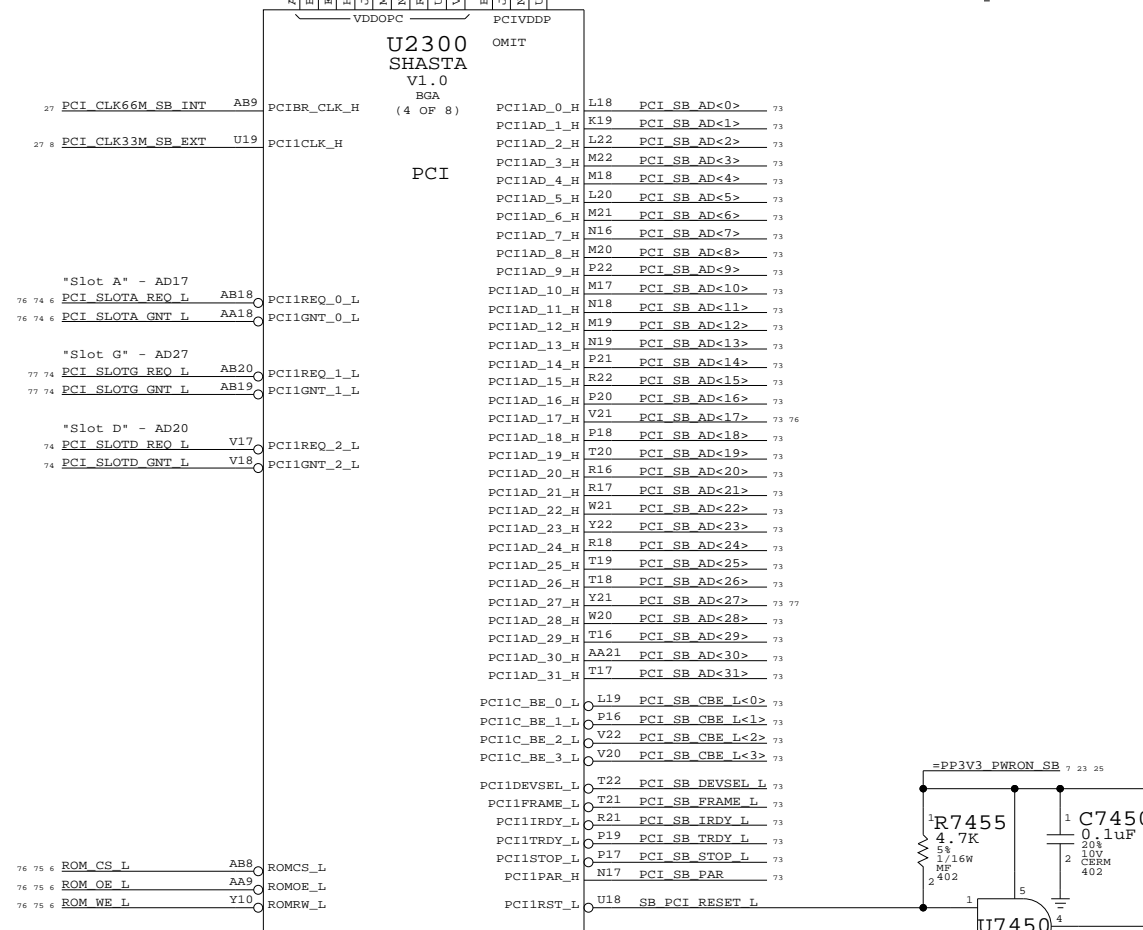 VDDOPC PCIVDDP
U2300 OMIT
SHASTA
V1.0
BGA
(4 OF 8)
PCI
27 PCI_CLK66M_SB_INT AB9 PCIBR_CLK_H
27 8 PCI_CLK33M_SB_EXT U19 PCI1CLK_H
"Slot A" - AD17
76 74 6 PCI_SLOTA_REQ_L AB18 PCI1REQ_0_L
76 74 6 PCI_SLOTA_GNT_L AA18 PCI1GNT_0_L
"Slot G" - AD27
77 74 PCI_SLOTG_REQ_L AB20 PCI1REQ_1_L
77 74 PCI_SLOTG_GNT_L AB19 PCI1GNT_1_L
"Slot D" - AD20
74 PCI_SLOTD_REQ_L V17 PCI1REQ_2_L
74 PCI_SLOTD_GNT_L V18 PCI1GNT_2_L
76 75 6 ROM_CS_L AB8 ROMCS_L
76 75 6 ROM_OE_L AA9 ROMOE_L
76 75 6 ROM_WE_L Y10 ROMRW_L
PCI1AD_0_H L18 PCI_SB_AD<0> 73
PCI1AD_1_H K19 PCI_SB_AD<1> 73
PCI1AD_2_H L22 PCI_SB_AD<2> 73
PCI1AD_3_H M22 PCI_SB_AD<3> 73
PCI1AD_4_H M18 PCI_SB_AD<4> 73
PCI1AD_5_H L20 PCI_SB_AD<5> 73
PCI1AD_6_H M21 PCI_SB_AD<6> 73
PCI1AD_7_H N16 PCI_SB_AD<7> 73
PCI1AD_8_H M20 PCI_SB_AD<8> 73
PCI1AD_9_H P22 PCI_SB_AD<9> 73
PCI1AD_10_H M17 PCI_SB_AD<10> 73
PCI1AD_11_H N18 PCI_SB_AD<11> 73
PCI1AD_12_H M19 PCI_SB_AD<12> 73
PCI1AD_13_H N19 PCI_SB_AD<13> 73
PCI1AD_14_H P21 PCI_SB_AD<14> 73
PCI1AD_15_H R22 PCI_SB_AD<15> 73
PCI1AD_16_H P20 PCI_SB_AD<16> 73
PCI1AD_17_H V21 PCI_SB_AD<17> 73 76
PCI1AD_18_H P18 PCI_SB_AD<18> 73
PCI1AD_19_H T20 PCI_SB_AD<19> 73
PCI1AD_20_H R16 PCI_SB_AD<20> 73
PCI1AD_21_H R17 PCI_SB_AD<21> 73
PCI1AD_22_H W21 PCI_SB_AD<22> 73
PCI1AD_23_H Y22 PCI_SB_AD<23> 73
PCI1AD_24_H R18 PCI_SB_AD<24> 73
PCI1AD_25_H T19 PCI_SB_AD<25> 73
PCI1AD_26_H T18 PCI_SB_AD<26> 73
PCI1AD_27_H Y21 PCI_SB_AD<27> 73 77
PCI1AD_28_H W20 PCI_SB_AD<28> 73
PCI1AD_29_H T16 PCI_SB_AD<29> 73
PCI1AD_30_H AA21 PCI_SB_AD<30> 73
PCI1AD_31_H T17 PCI_SB_AD<31> 73
PCI1C_BE_0_L L19 PCI_SB_CBE_L<0> 73
PCI1C_BE_1_L P16 PCI_SB_CBE_L<1> 73
PCI1C_BE_2_L V22 PCI_SB_CBE_L<2> 73
PCI1C_BE_3_L V20 PCI_SB_CBE_L<3> 73
PCI1DEVSEL_L T22 PCI_SB_DEVSEL_L 73
PCI1FRAME_L T21 PCI_SB_FRAME_L 73
PCI1IRDY_L R21 PCI_SB_IRDY_L 73
PCI1TRDY_L P19 PCI_SB_TRDY_L 73
PCI1STOP_L P17 PCI_SB_STOP_L 73
PCI1PAR_H N17 PCI_SB_PAR 73
PCI1RST_L U18 SB_PCI_RESET_L
=PP3V3_PWRON_SB 7 23 25
1 R7455
4.7K
5%
1/16W
MF
2 402
1 C7450
0.1uF
20%
10V
2 CERM
402
1 5
U7450 4